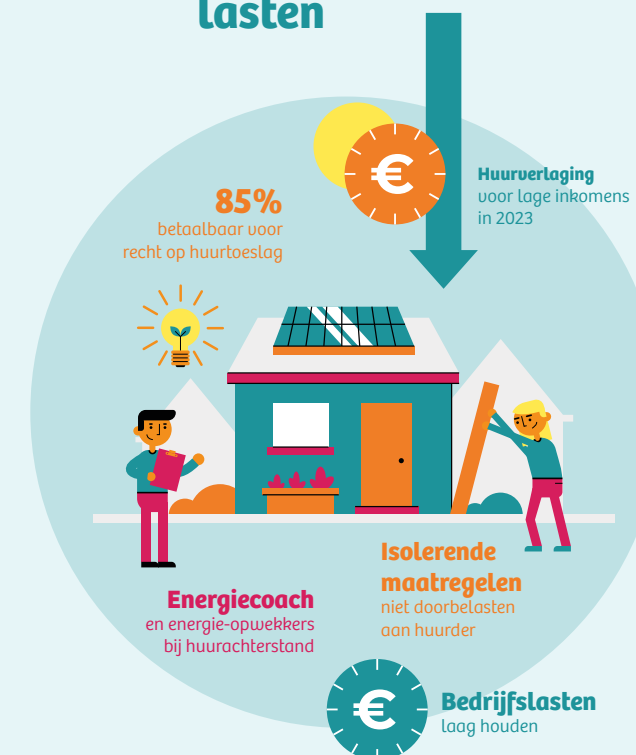 lasten
Huurverlaging
voor lage inkomens
in 2023
85%
betaalbaar voor
recht op huurtoeslag
€
Isolerende
maatregelen
niet doorbelasten
aan huurder
Energiecoach
en energie-opwekkers
bij huurachterstand
€
Bedrijfslasten
laag houden